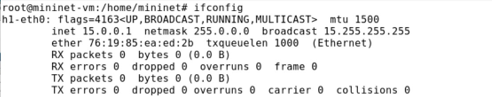 root@mininet-vm:/home/mininet# ifconfig
h1-eth0: flags=4163<UP,BROADCAST,RUNNING,MULTICAST>  mtu 1500
        inet 15.0.0.1  netmask 255.0.0.0  broadcast 15.255.255.255
        ether 76:19:85:ea:ed:2b  txqueuelen 1000  (Ethernet)
        RX packets 0  bytes 0 (0.0 B)
        RX errors 0  dropped 0  overruns 0  frame 0
        TX packets 0  bytes 0 (0.0 B)
        TX errors 0  dropped 0 overruns 0  carrier 0  collisions 0